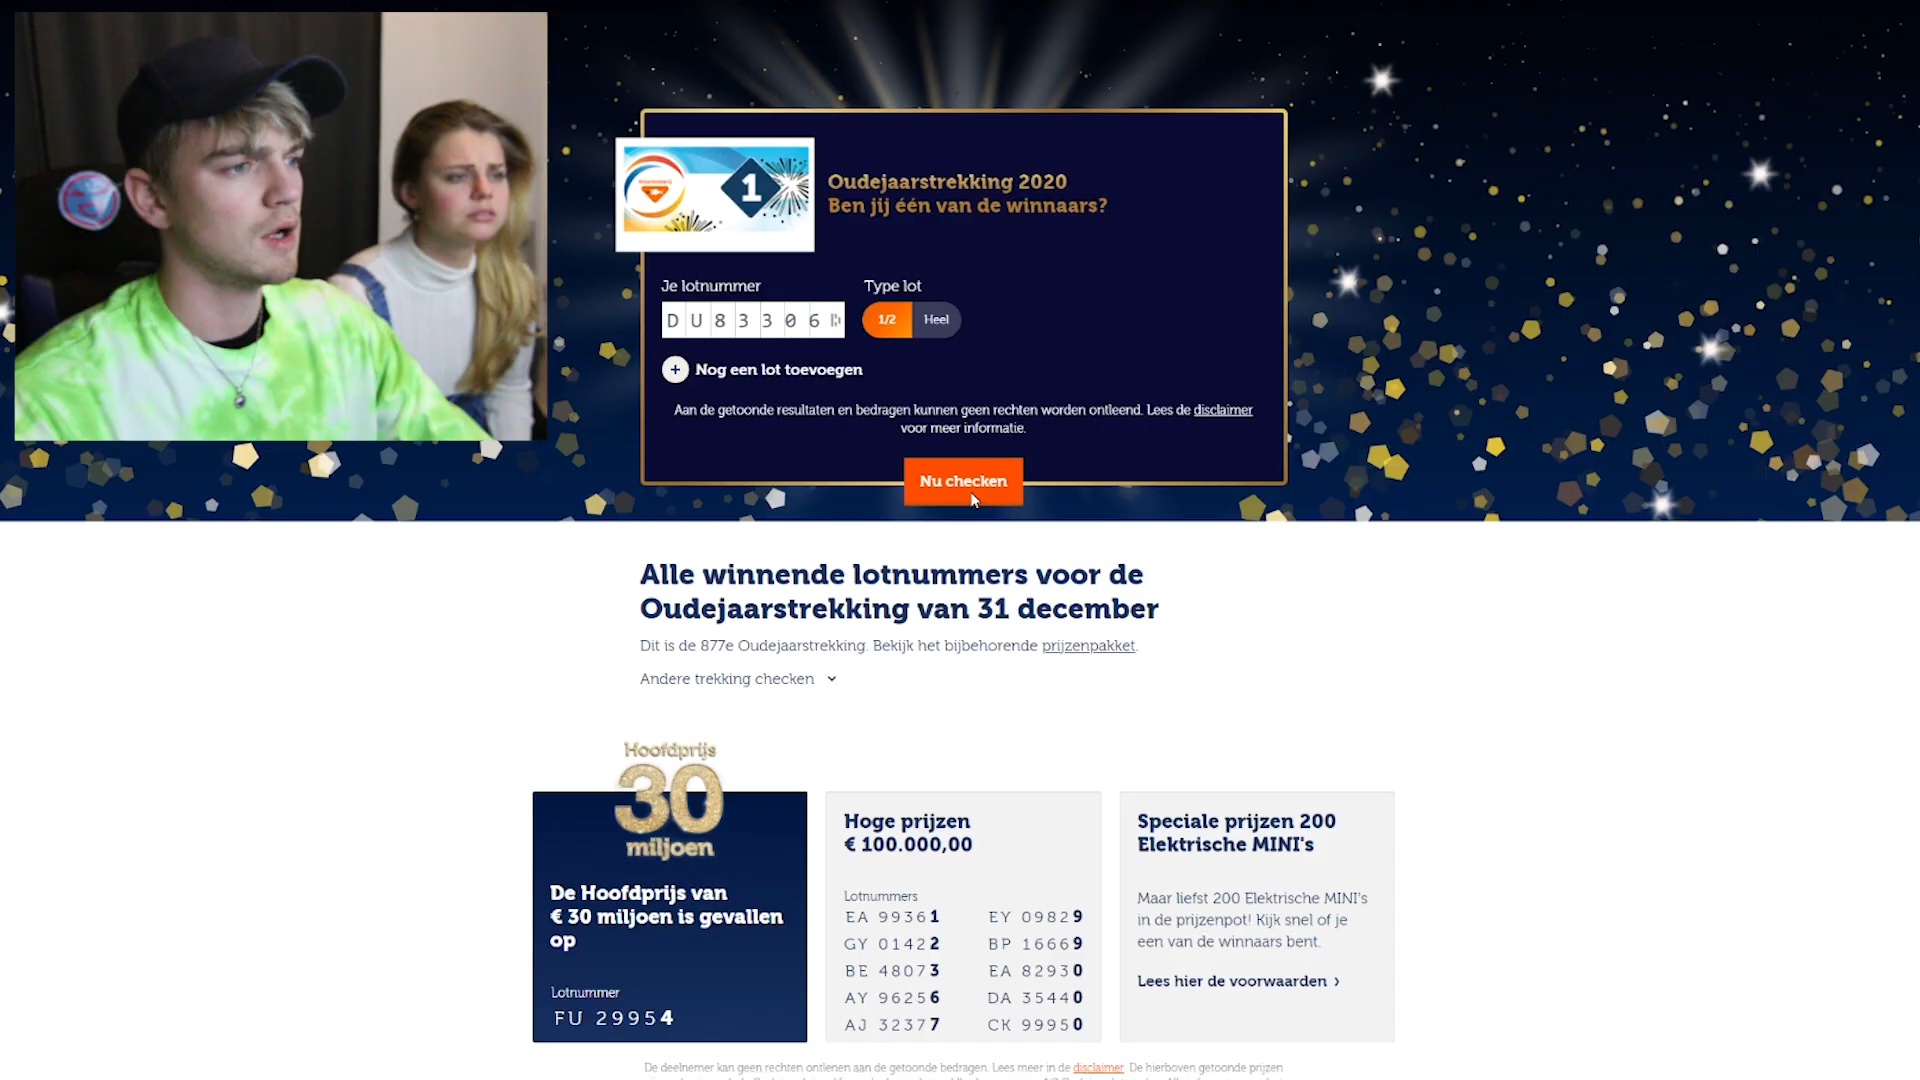 1
Oudejaarstrekking 2020
Ben jij één van de winnaars?
Je lotnummer
Type lot
D U 8 3 3 0 6
1/2
Heel
+ Nog een lot toevoegen
Aan de getoonde resultaten en bedragen kunnen geen rechten worden ontleend. Lees de disclaimer
voor meer informatie.
Nu checken
Alle winnende lotnummers voor de
Oudejaarstrekking van 31 december
Dit is de 877e Oudejaarstrekking. Bekijk het bijbehorende prijzenpakket.
Andere trekking checken
Hoofdprijs
30
miljoen
De Hoofdprijs van
€ 30 miljoen is gevallen
op
Lotnummer
FU 29954
Hoge prijzen
€ 100.000,00
Lotnummers
EA 99361 EY 09829
GY 01422 BP 16669
BE 48073 EA 82930
AY 96256 DA 35440
AJ 32377 CK 99950
Speciale prijzen 200
Elektrische MINI's
Maar liefst 200 Elektrische MINI's
in de prijzenpot! Kijk snel of je
een van de winnaars bent.
Lees hier de voorwaarden ›
De deelnemer kan geen rechten ontlenen aan de getoonde bedragen. Lees meer in de disclaimer. De hierboven getoonde prijzen